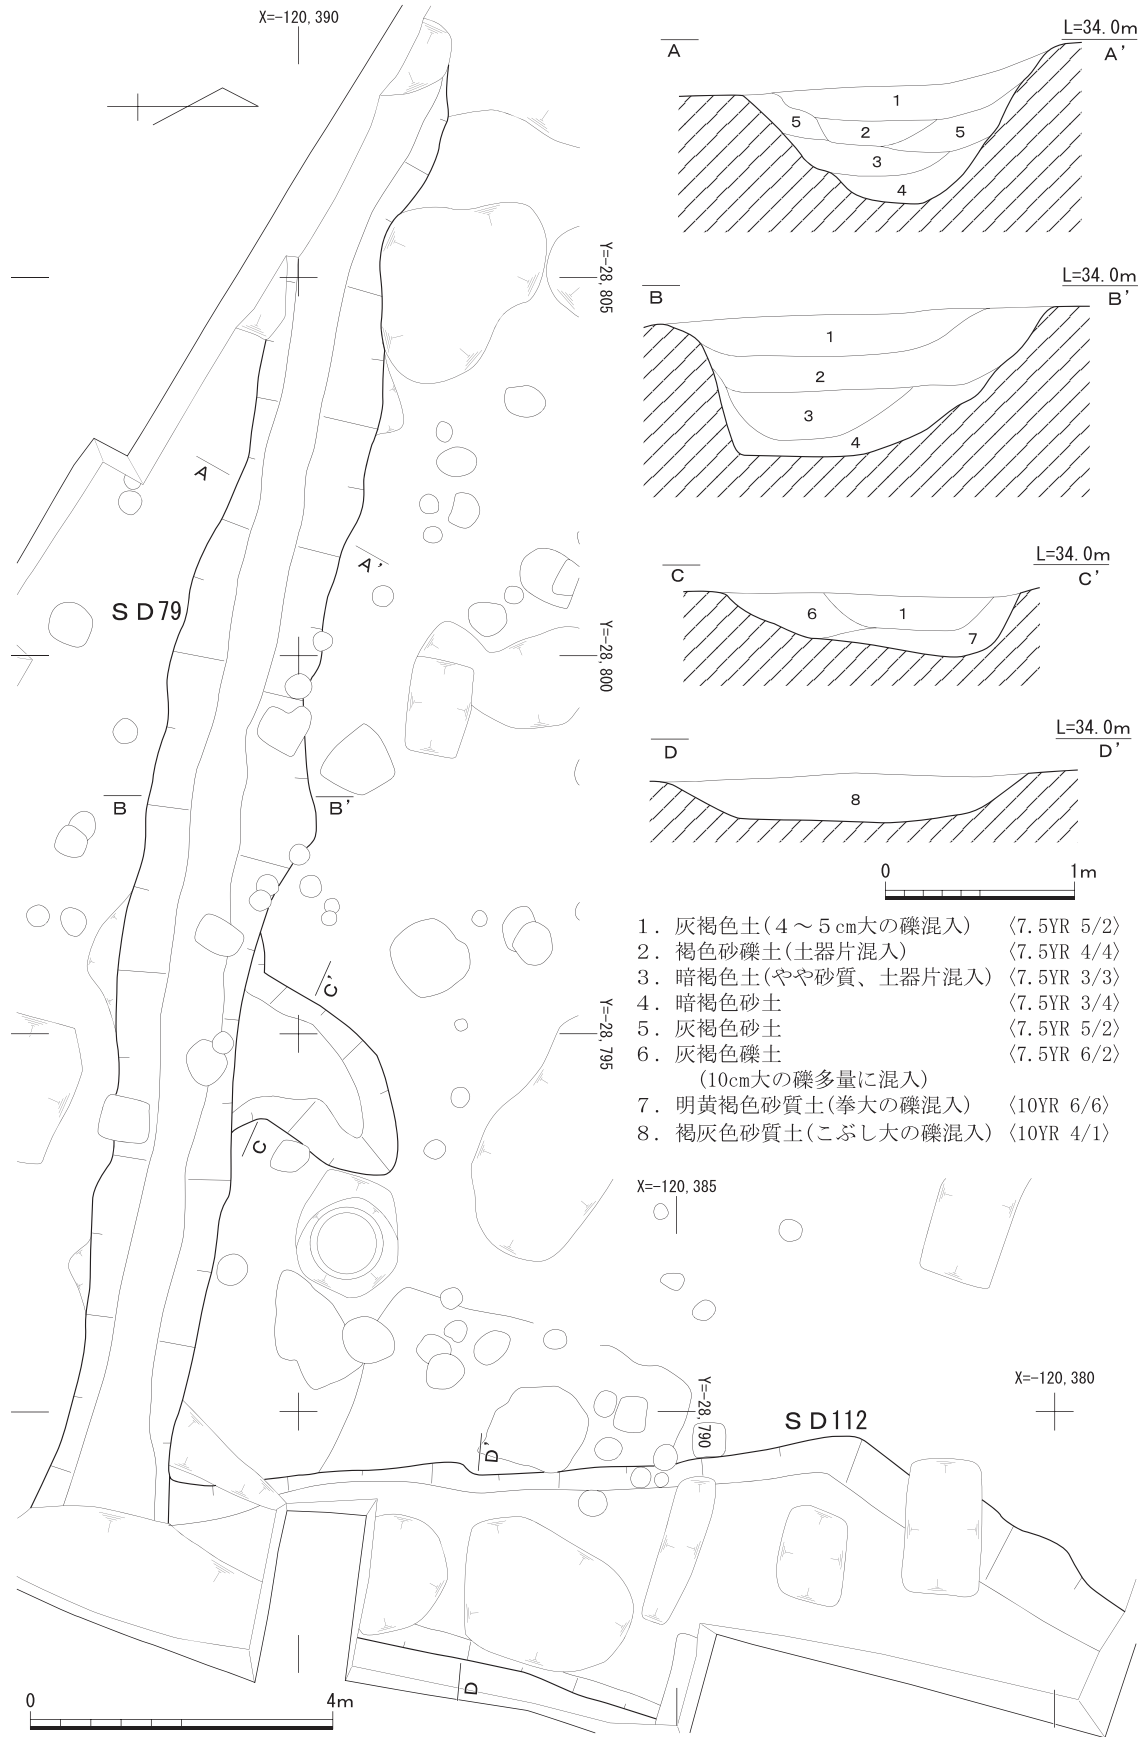 X=-120,390
A
L=34.0m
A'
1
5
2
5
3
4
Y=-28,805
B
L=34.0m
B'
1
2
3
4
A
A'
SD79
C
L=34.0m
C'
6
1
7
Y=-28,800
D
L=34.0m
D'
8
B
B'
0
1m
1. 灰褐色土(4～5cm大の礫混入) 〈7.5YR 5/2〉
2. 褐色砂礫土(土器片混入) 〈7.5YR 4/4〉
3. 暗褐色土(やや砂質、土器片混入) 〈7.5YR 3/3〉
4. 暗褐色砂土 〈7.5YR 3/4〉
5. 灰褐色砂土 〈7.5YR 5/2〉
6. 灰褐色礫土 〈7.5YR 6/2〉
(10cm大の礫多量に混入)
7. 明黄褐色砂質土(拳大の礫混入) 〈10YR 6/6〉
8. 褐灰色砂質土(こぶし大の礫混入) 〈10YR 4/1〉
C'
Y=-28,795
C
X=-120,385
X=-120,380
Y=-28,790
SD112
D'
D
0
4m